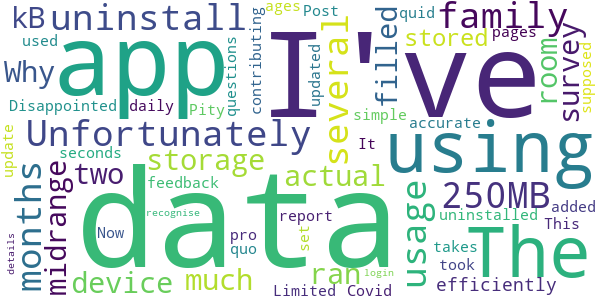 kB uninstall ages Post quid family
Why app I've stored pages
used contributing updated filled room survey supposed
Disappointed daily Pity questions several simple accurate
update Unfortunately It using
seconds storage actual
months midrange two feedback data usage 250MB added
recognise report uninstalled This
details Now pro set takes The
device quo ran login took
much Limited Covid efficiently